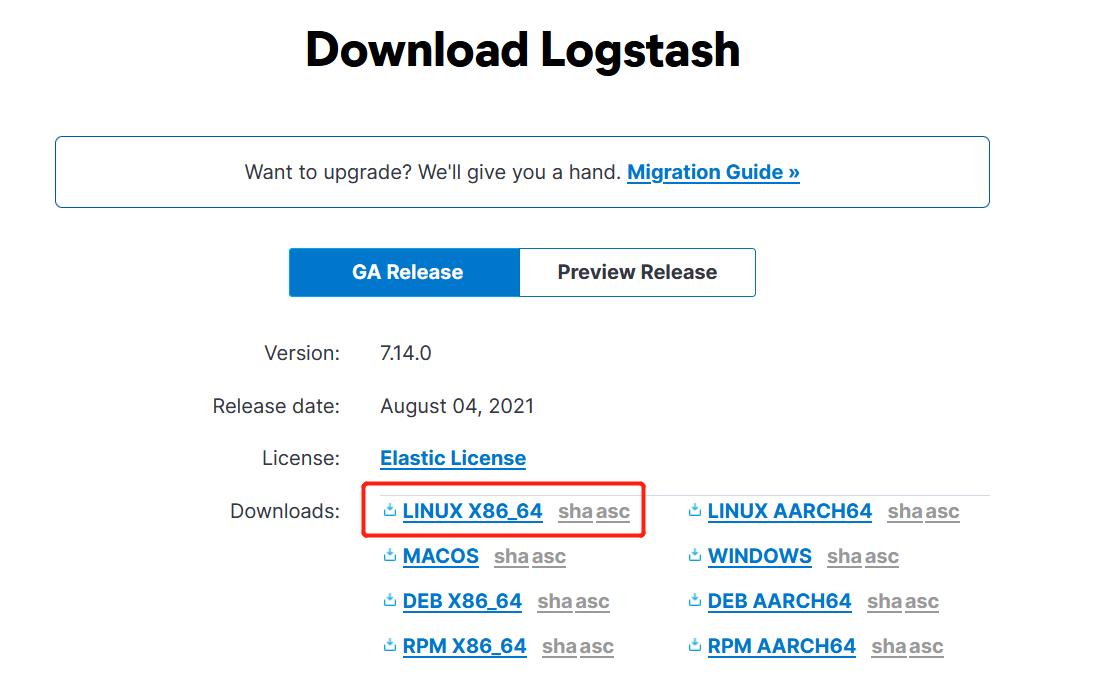 Download Logstash
Want to upgrade? We'll give you a hand. Migration Guide »
GA Release Preview Release
Version: 7.14.0
Release date: August 04, 2021
License: Elastic License
Downloads: LINUX X86_64 sha asc LINUX AARCH64 sha asc
MACOS sha asc WINDOWS sha asc
DEB X86_64 sha asc DEB AARCH64 sha asc
RPM X86_64 sha asc RPM AARCH64 sha asc